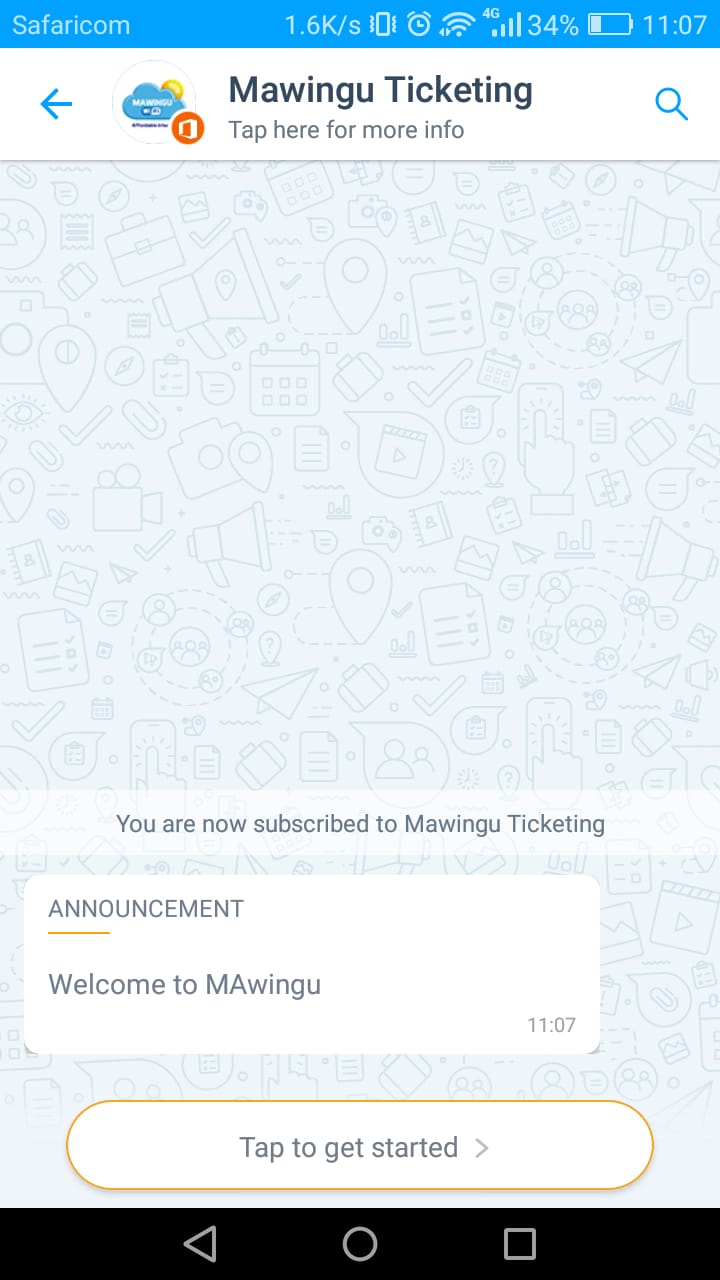 Safaricom 1.6K/s 4G 34% 11:07
MAWINGU
Mawingu Ticketing
Tap here for more info
You are now subscribed to Mawingu Ticketing
ANNOUNCEMENT
Welcome to MAwingu
11:07
Tap to get started